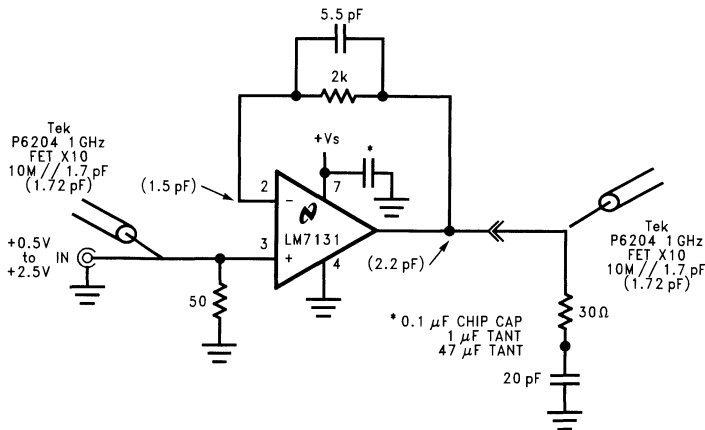 5.5 pF
2k
Tek
P6204 1 GHz
FET X10
10M // 1.7 pF
(1.72 pF)
+Vs
*
(1.5 pF)
2
7
-
LM7131
3
+
4
+0.5V
to
+2.5V
IN
50
(2.2 pF)
Tek
P6204 1 GHz
FET X10
10M // 1.7 pF
(1.72 pF)
* 0.1 μF CHIP CAP
1 μF TANT
47 μF TANT
30Ω
20 pF